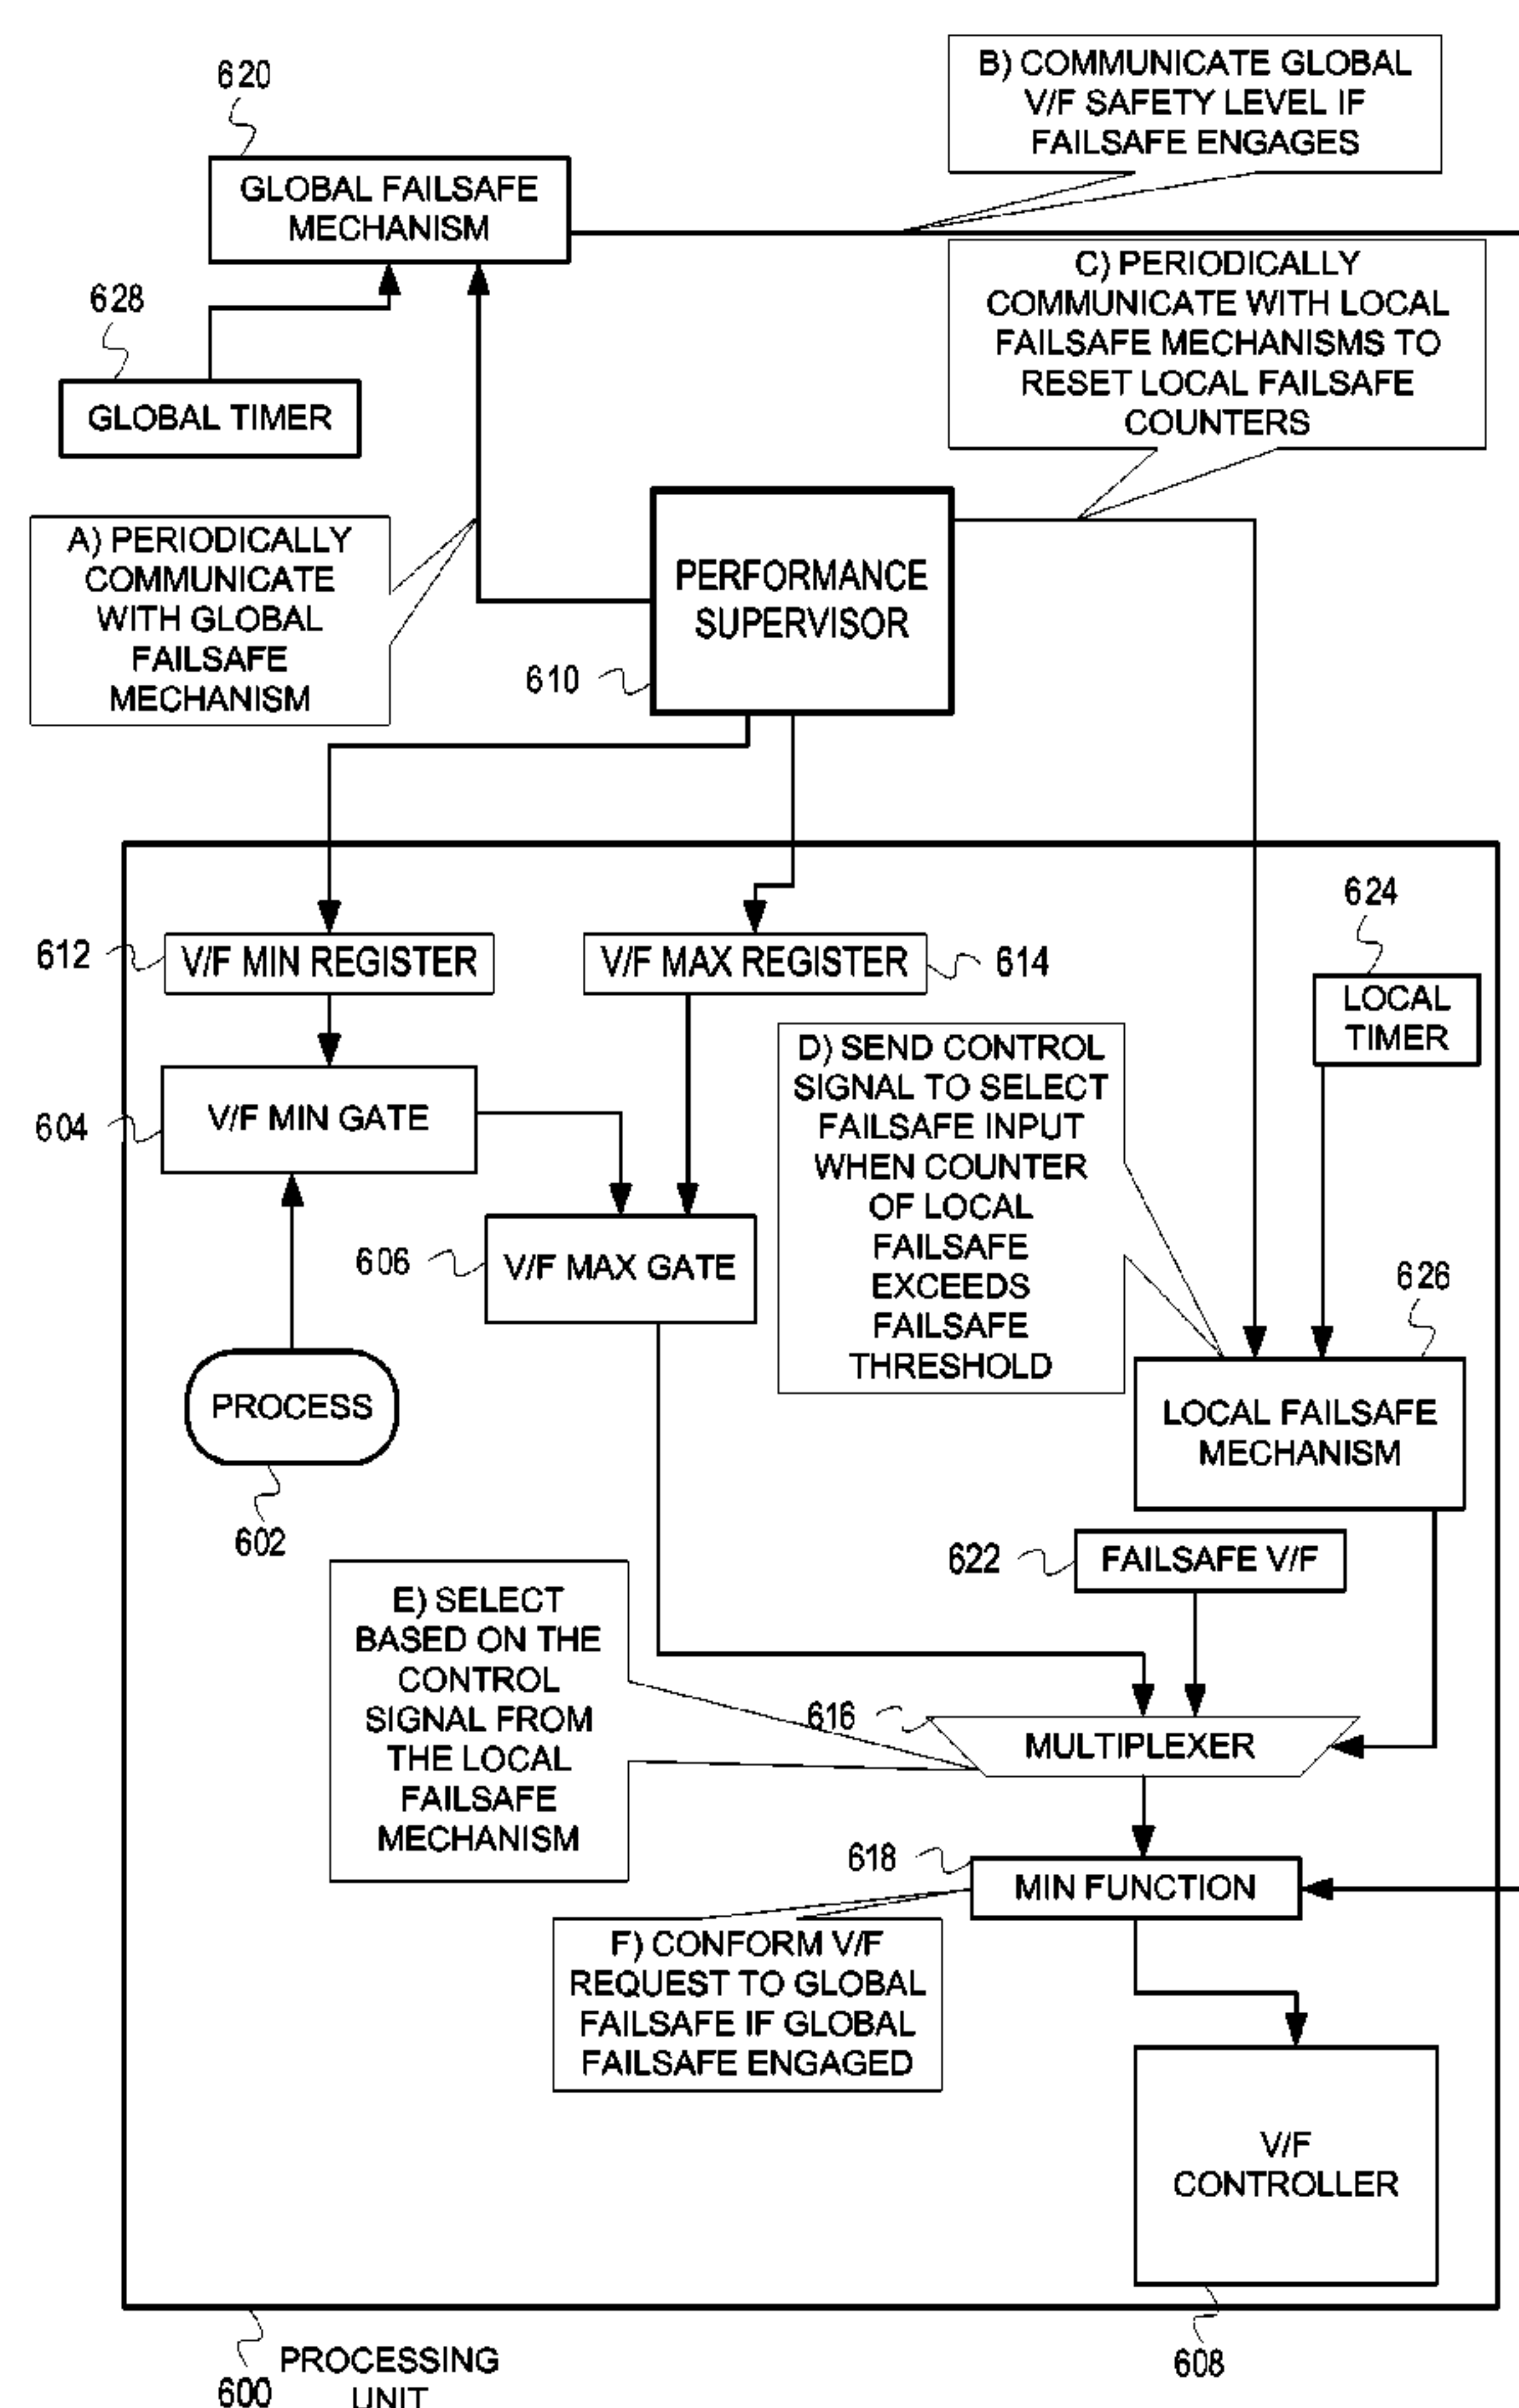 620
GLOBAL FAILSAFE
MECHANISM
B) COMMUNICATE GLOBAL
V/F SAFETY LEVEL IF
FAILSAFE ENGAGES
628
GLOBAL TIMER
C) PERIODICALLY
COMMUNICATE WITH LOCAL
FAILSAFE MECHANISMS TO
RESET LOCAL FAILSAFE
COUNTERS
A) PERIODICALLY
COMMUNICATE
WITH GLOBAL
FAILSAFE
MECHANISM
PERFORMANCE
SUPERVISOR
610
612
V/F MIN REGISTER
V/F MAX REGISTER
614
624
LOCAL
TIMER
604
V/F MIN GATE
D) SEND CONTROL
SIGNAL TO SELECT
FAILSAFE INPUT
WHEN COUNTER
OF LOCAL
FAILSAFE
EXCEEDS
FAILSAFE
THRESHOLD
606
V/F MAX GATE
626
LOCAL FAILSAFE
MECHANISM
PROCESS
602
622
FAILSAFE V/F
E) SELECT
BASED ON THE
CONTROL
SIGNAL FROM
THE LOCAL
FAILSAFE
MECHANISM
616
MULTIPLEXER
618
MIN FUNCTION
F) CONFORM V/F
REQUEST TO GLOBAL
FAILSAFE IF GLOBAL
FAILSAFE ENGAGED
V/F
CONTROLLER
608
600
PROCESSING
UNIT